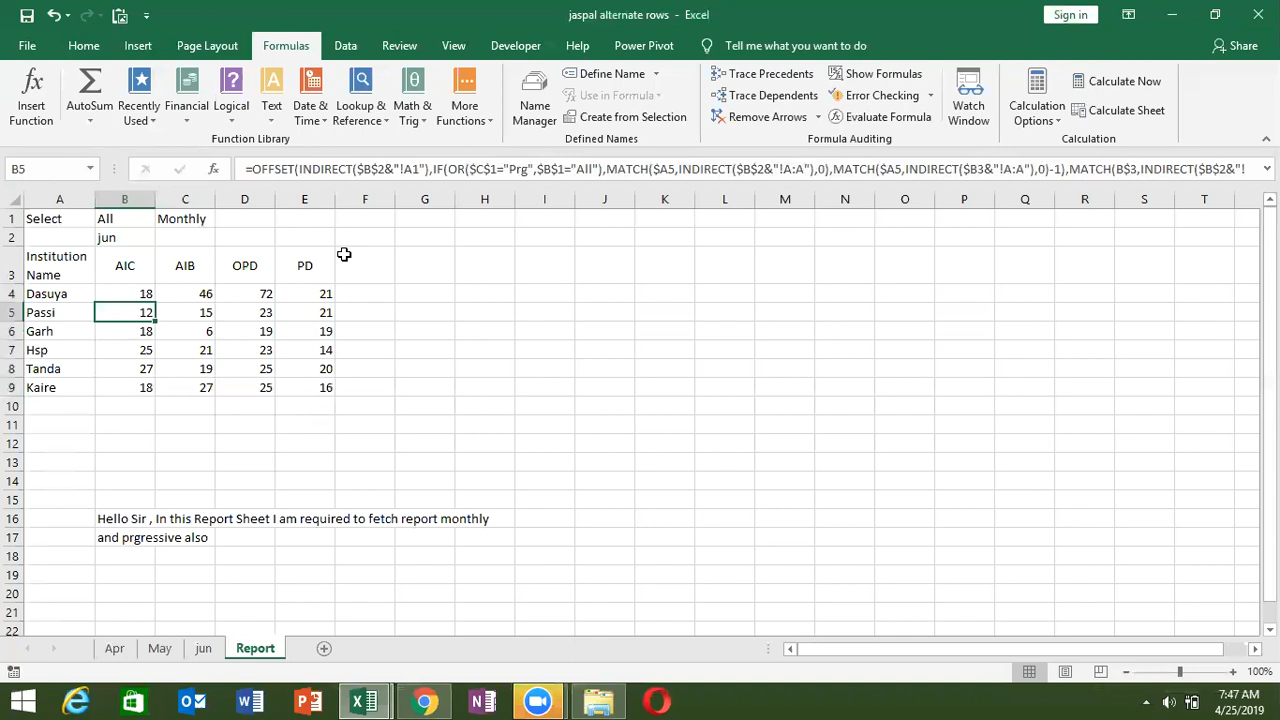 jaspal alternate rows - Excel
Sign in
File Home Insert Page Layout Formulas Data Review View Developer Help Power Pivot Tell me what you want to do Share
Insert Function
AutoSum
Recently Used
Financial
Logical
Text
Date & Time
Lookup & Reference
Math & Trig
More Functions
Function Library
Name Manager
Define Name
Use in Formula
Create from Selection
Defined Names
Trace Precedents
Trace Dependents
Remove Arrows
Show Formulas
Error Checking
Evaluate Formula
Formula Auditing
Watch Window
Calculation Options
Calculate Now
Calculate Sheet
Calculation
B5 fx =OFFSET(INDIRECT($B$2&"!A1"),IF(OR($C$1="Prg",$B$1="All"),MATCH($A5,INDIRECT($B$2&"!A:A"),0),MATCH($A5,INDIRECT($B$3&"!A:A"),0)-1),MATCH(B$3,INDIRECT($B$2&"!
A B C D E F G H I J K L M N O P Q R S T
1 Select All Monthly
2 jun
3 Institution Name AIC AIB OPD PD
4 Dasuya 18 46 72 21
5 Passi 12 15 23 21
6 Garh 18 6 19 19
7 Hsp 25 21 23 14
8 Tanda 27 19 25 20
9 Kaire 18 27 25 16
10
11
12
13
14
15
16 Hello Sir , In this Report Sheet I am required to fetch report monthly
17 and prgressive also
18
19
20
21
22
Apr May jun Report
100%
7:47 AM
4/25/2019